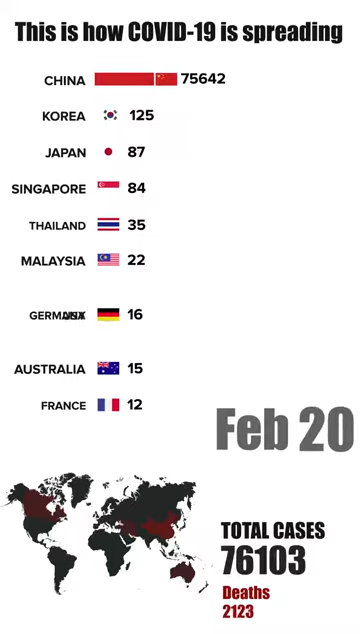 This is how COVID-19 is spreading
CHINA 75642
KOREA 125
JAPAN 87
SINGAPORE 84
THAILAND 35
MALAYSIA 22
16
AUSTRALIA 15
FRANCE 12
Feb 20
TOTAL CASES
76103
Deaths
2123